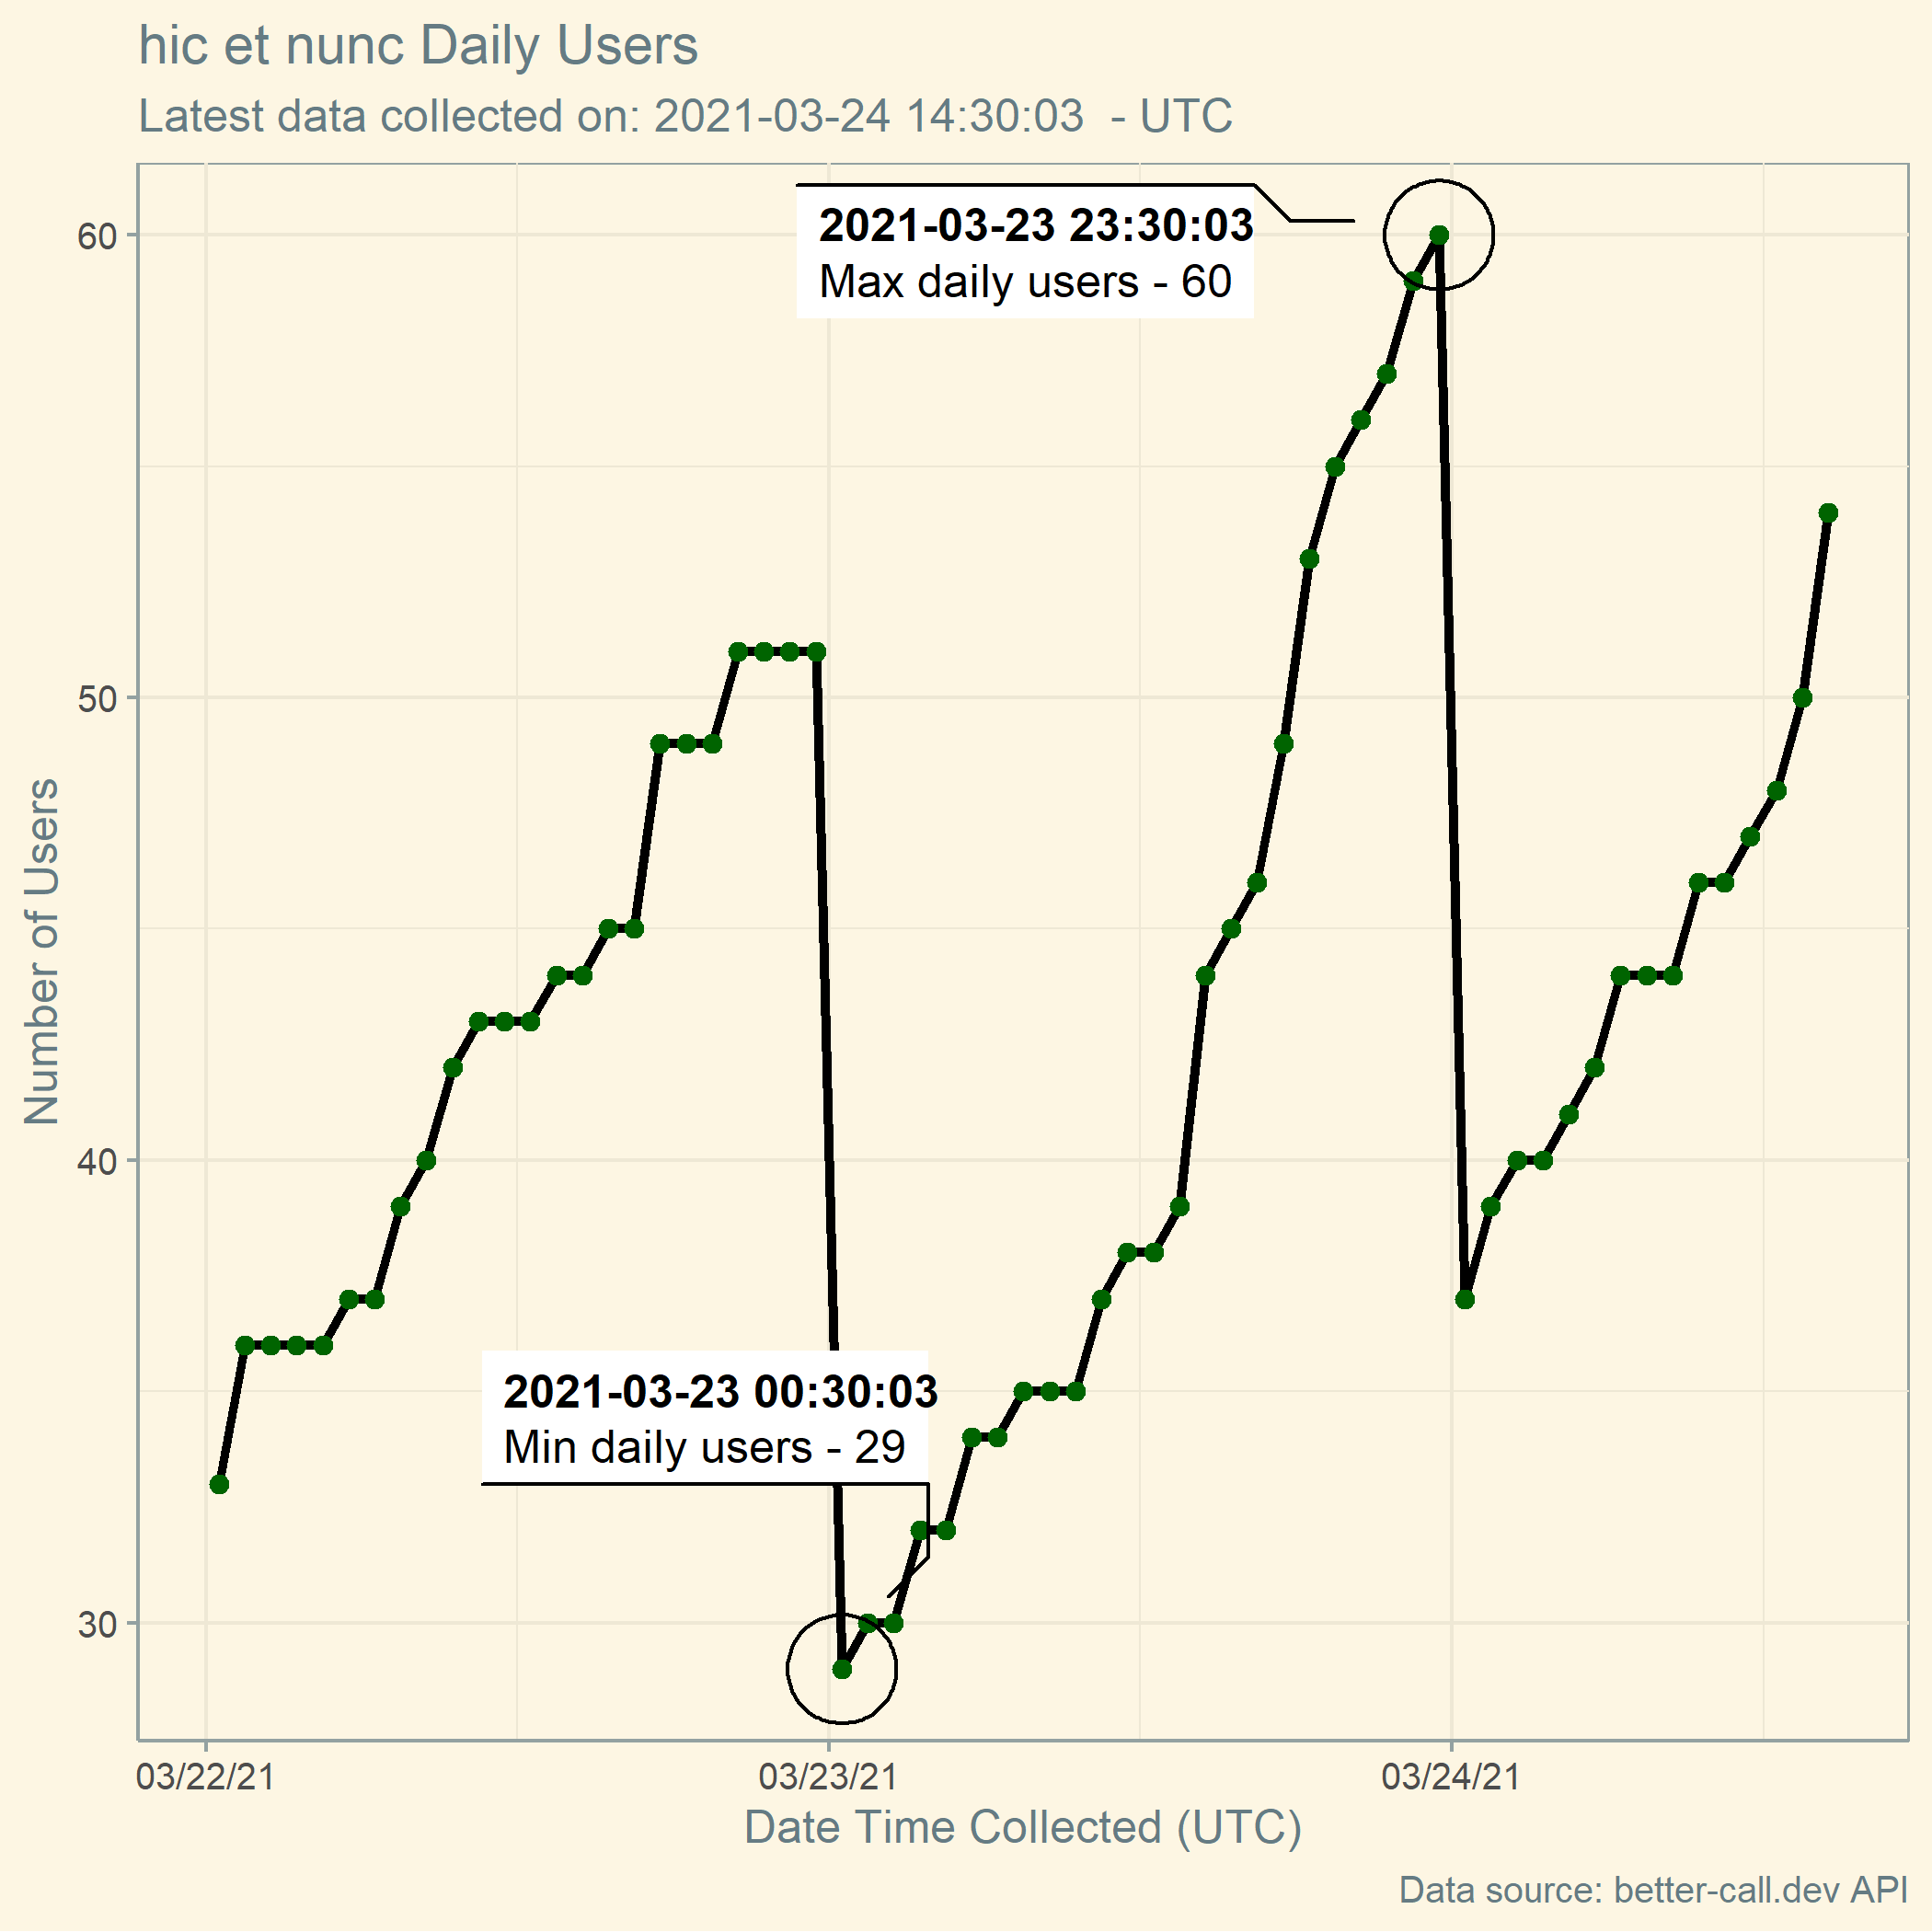 hic et nunc Daily Users
Latest data collected on: 2021-03-24 14:30:03  - UTC
2021-03-23 23:30:03
Max daily users - 60
60
50
Number of Users
40
2021-03-23 00:30:03
Min daily users - 29
30
03/22/21 03/23/21 03/24/21
Date Time Collected (UTC)
Data source: better-call.dev API